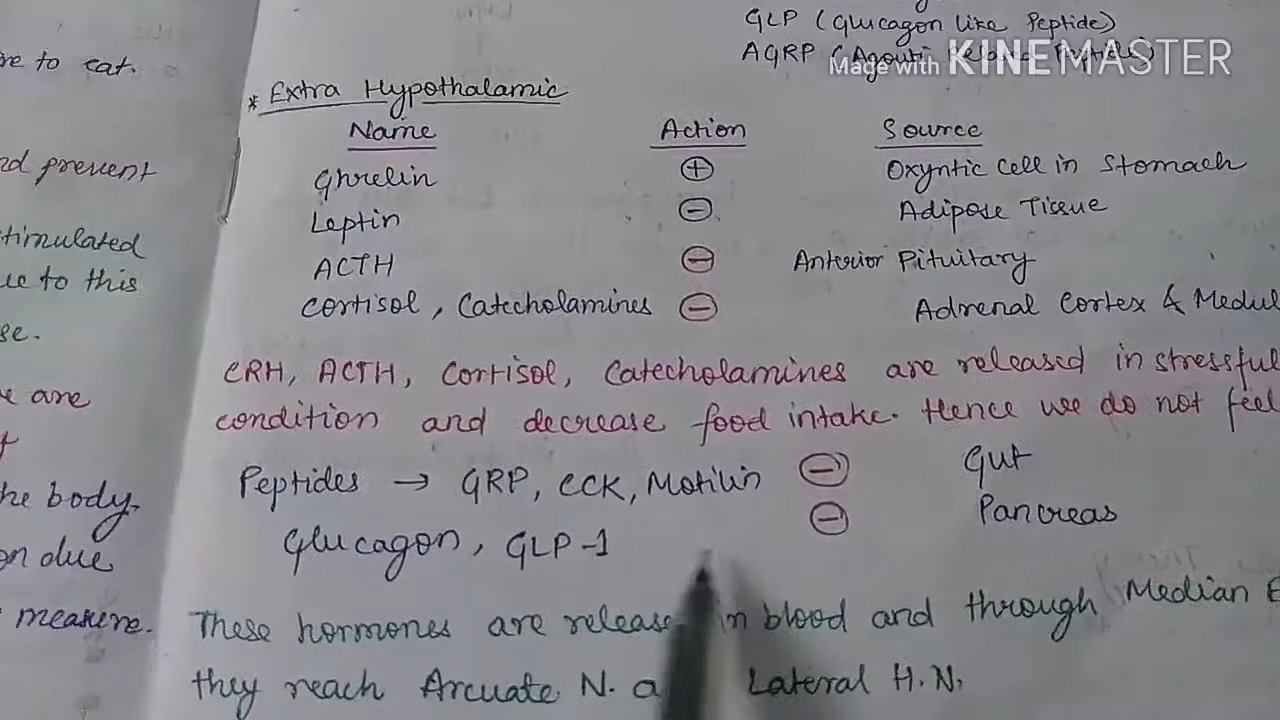 GLP (Glucagon Like Peptide)
AGRP (Agouti
Made with KINEMASTER
re to eat.
* Extra Hypothalamic
Name Action Source
nd prevent
Ghrelin + Oxyntic Cell in Stomach
Leptin - Adipose Tissue
timulated
ACTH - Anterior Pituitary
ue to this
Cortisol, Catecholamines - Adrenal Cortex & Medul
se.
CRH, ACTH, Cortisol, Catecholamines are released in stressful
e are
condition and decrease food intake. Hence we do not feel
Peptides → GRP, CCK, Motilin - Gut
he body.
Glucagon, GLP-1 - Pancreas
on due
measure.
These hormones are release in blood and through Median E
they reach Arcuate N. a Lateral H.N.